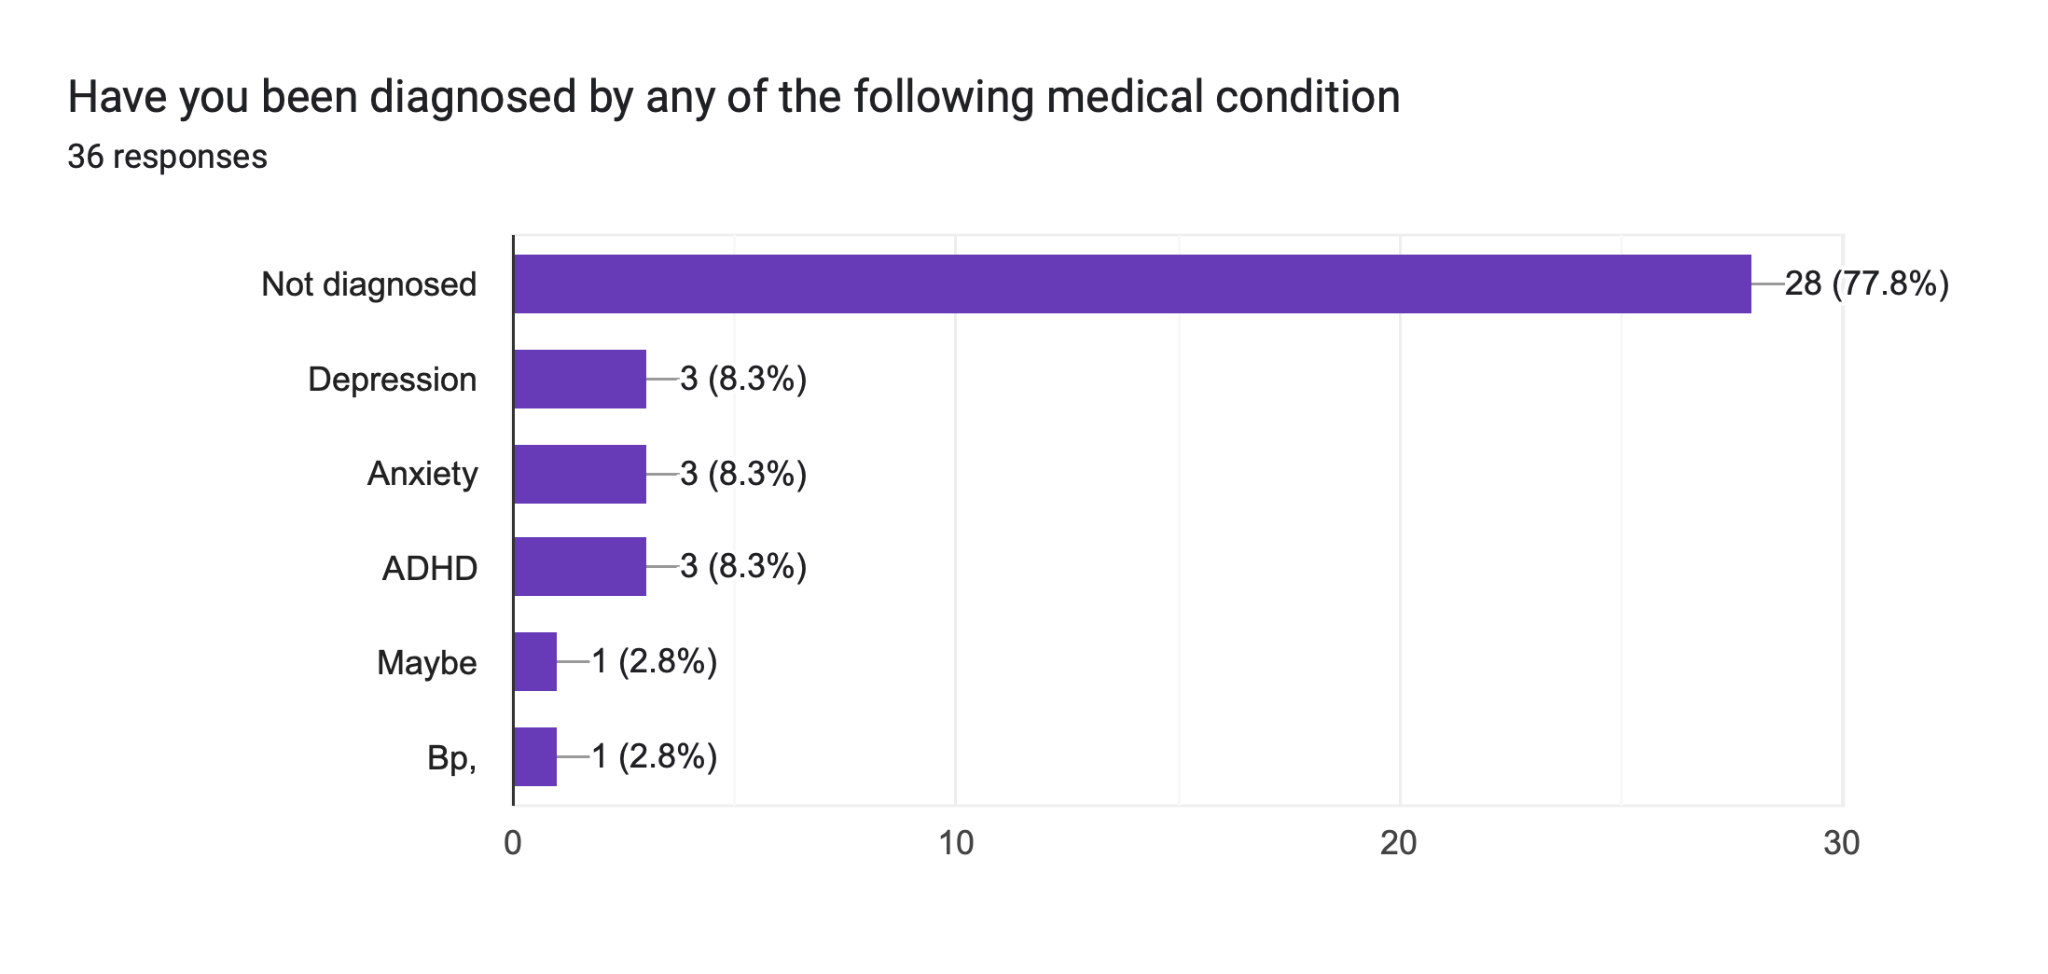 Have you been diagnosed by any of the following medical condition
36 responses
Not diagnosed 28 (77.8%)
Depression 3 (8.3%)
Anxiety 3 (8.3%)
ADHD 3 (8.3%)
Maybe 1 (2.8%)
Bp, 1 (2.8%)
0 10 20 30